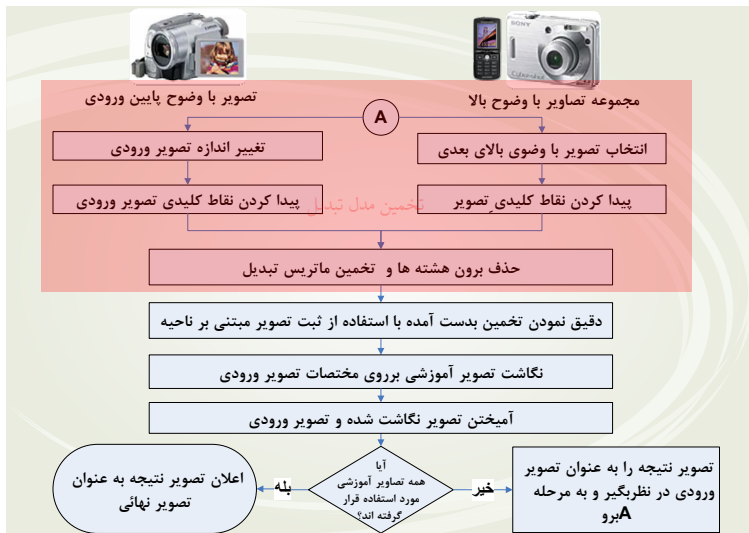 مجموعه تصاویر با وضوح بالا
تصویر با وضوح پایین ورودی
A
انتخاب تصویر با وضوی بالای بعدی
تغییر اندازه تصویر ورودی
پیدا کردن نقاط کلیدی تصویر
پیدا کردن نقاط کلیدی تصویر ورودی
تخمین مدل تبدیل
حذف برون هشته ها و تخمین ماتریس تبدیل
دقیق نمودن تخمین بدست آمده با استفاده از ثبت تصویر مبتنی بر ناحیه
نگاشت تصویر آموزشی برروی مختصات تصویر ورودی
آمیختن تصویر نگاشت شده و تصویر ورودی
آیا
همه تصاویر آموزشی
مورد استفاده قرار
گرفته اند؟
خیر
تصویر نتیجه را به عنوان تصویر
ورودی در نظربگیر و به مرحله
Aبرو
بله
اعلان تصویر نتیجه به عنوان
تصویر نهائی
SONY